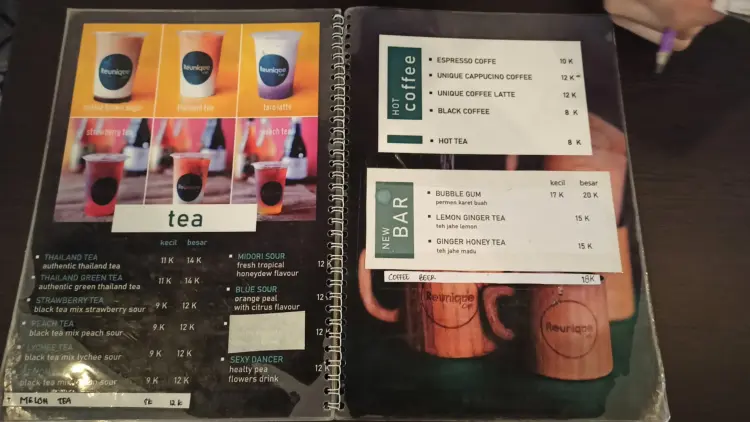 Reunique
Reunique
Reunique
thailand tea
taro latte
strawberry tea
peach tea
tea
kecil besar
THAILAND TEA 11 K 14 K
authentic thailand tea
THAILAND GREEN TEA 11 K 14 K
authentic green thailand tea
STRAWBERRY TEA 9 K 12 K
black tea mix strawberry sour
PEACH TEA 9 K 12 K
black tea mix peach sour
LYCHEE TEA 9 K 12 K
black tea mix lychee sour
black tea mix sour 9 K 12 K
MELON TEA 9K 12 K
MIDORI SOUR
fresh tropical 12
honeydew flavour
BLUE SOUR
orange peal 12
with citrus flavour
SEXY DANCER
healty pea 12
flowers drink
HOT coffee
ESPRESSO COFFE 10 K
UNIQUE CAPPUCINO COFFEE 12 K
UNIQUE COFFEE LATTE 12 K
BLACK COFFEE 8 K
HOT TEA 8 K
NEW BAR
kecil besar
BUBBLE GUM 17 K 20 K
permen karet buah
LEMON GINGER TEA 15 K
teh jahe lemon
GINGER HONEY TEA 15 K
teh jahe madu
COFFEE BEER 18K
Reunique
Cafe
Reunique